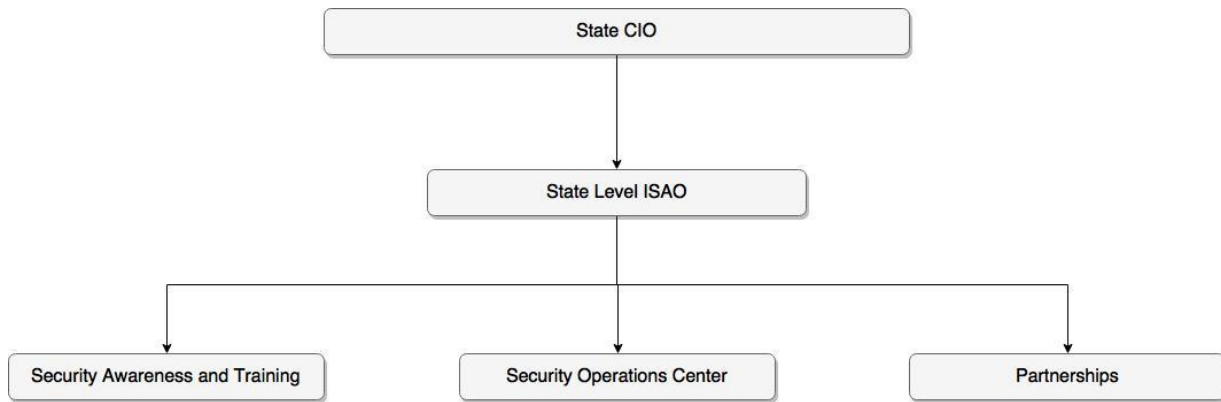 State CIO
State Level ISAO
Security Awareness and Training
Security Operations Center
Partnerships